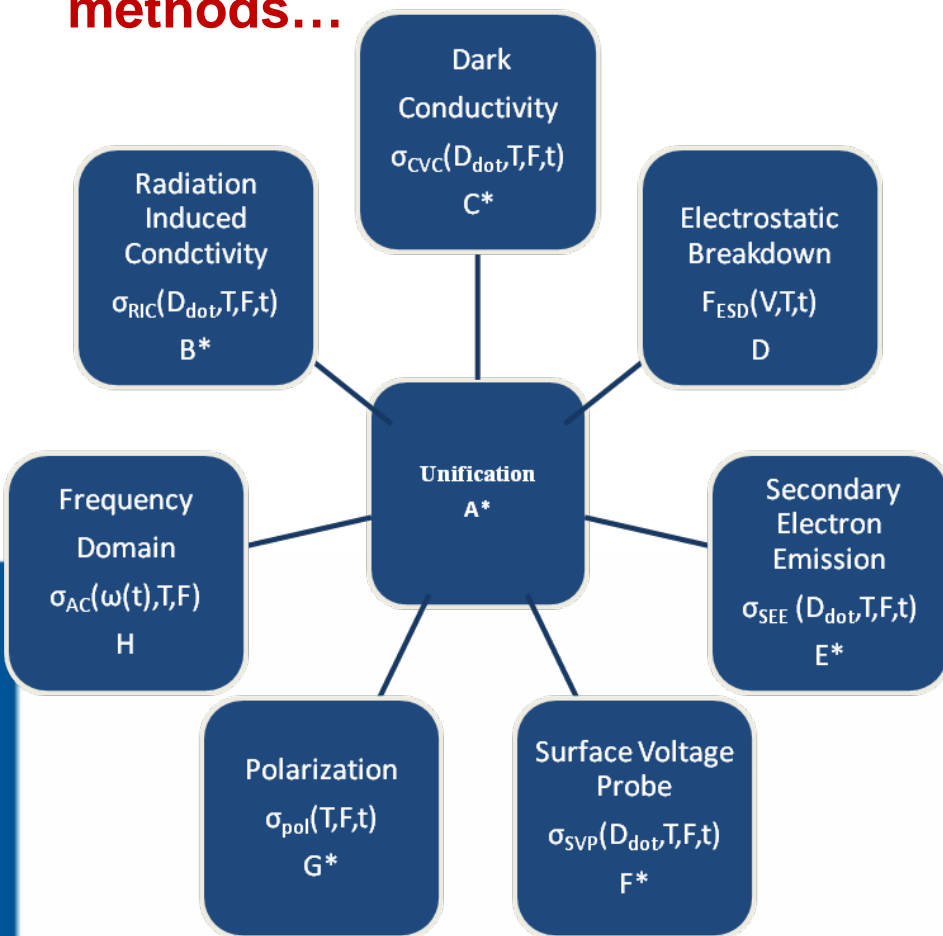 methods...
Dark
Conductivity
σCVC(Ddot,T,F,t)
C*
Radiation
Induced
Condctivity
σRIC(Ddot,T,F,t)
B*
Electrostatic
Breakdown
FESD(V,T,t)
D
Unification
A*
Frequency
Domain
σAC(ω(t),T,F)
H
Secondary
Electron
Emission
σSEE (Ddot,T,F,t)
E*
Polarization
σpol(T,F,t)
G*
Surface Voltage
Probe
σSVP(Ddot,T,F,t)
F*